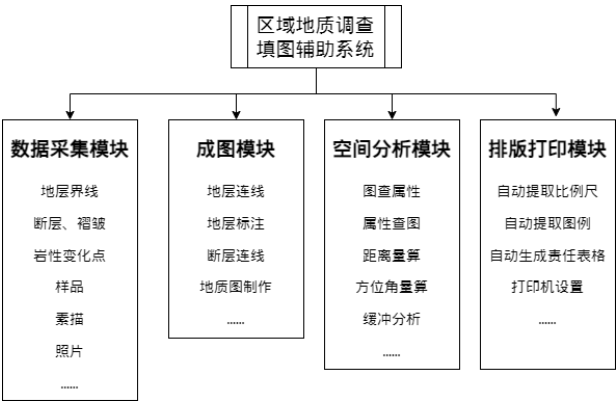 区域地质调查
填图辅助系统
数据采集模块
地层界线
断层、褶皱
岩性变化点
样品
素描
照片
......
成图模块
地层连线
地层标注
断层连线
地质图制作
......
空间分析模块
图查属性
属性查图
距离量算
方位角量算
缓冲分析
......
排版打印模块
自动提取比例尺
自动提取图例
自动生成责任表格
打印机设置
......